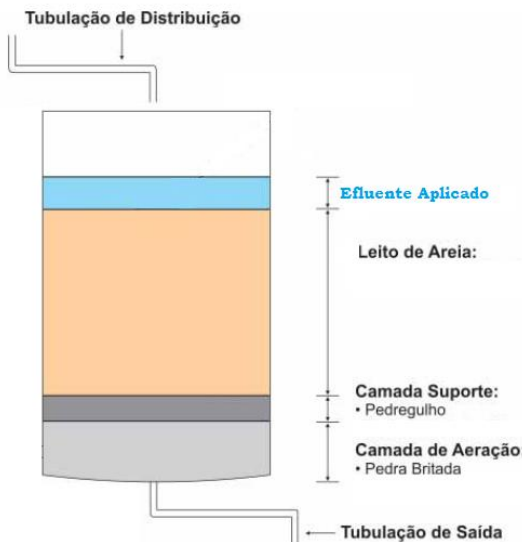 Tubulação de Distribuição
Efluente Aplicado
Leito de Areia:
Camada Suporte:
• Pedregulho
Camada de Aeração:
• Pedra Britada
Tubulação de Saída